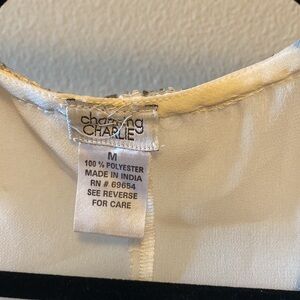 charming
CHARLIE
M
100 % POLYESTER
MADE IN INDIA
RN # 69654
SEE REVERSE
FOR CARE